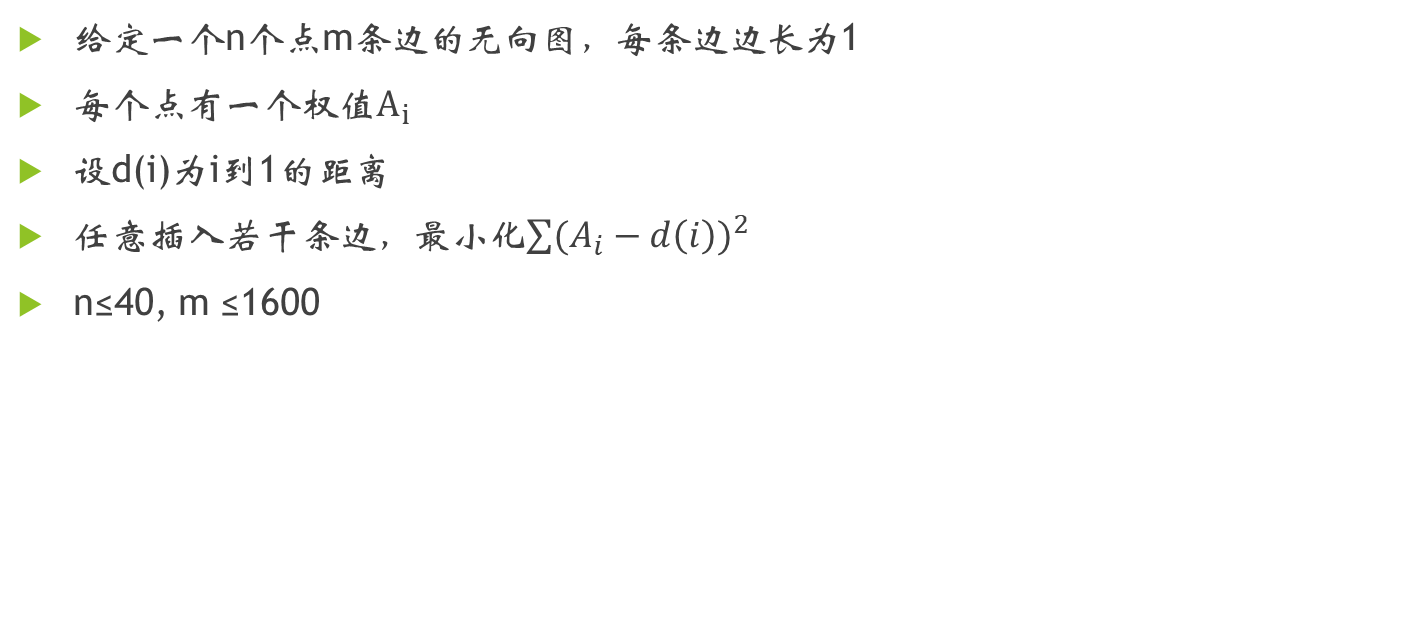 给定一个n个点m条边的无向图，每条边边长为1
每个点有一个权值Aᵢ
设d(i)为i到1的距离
任意插入若干条边，最小化∑(Aᵢ − d(i))²
n≤40, m ≤1600